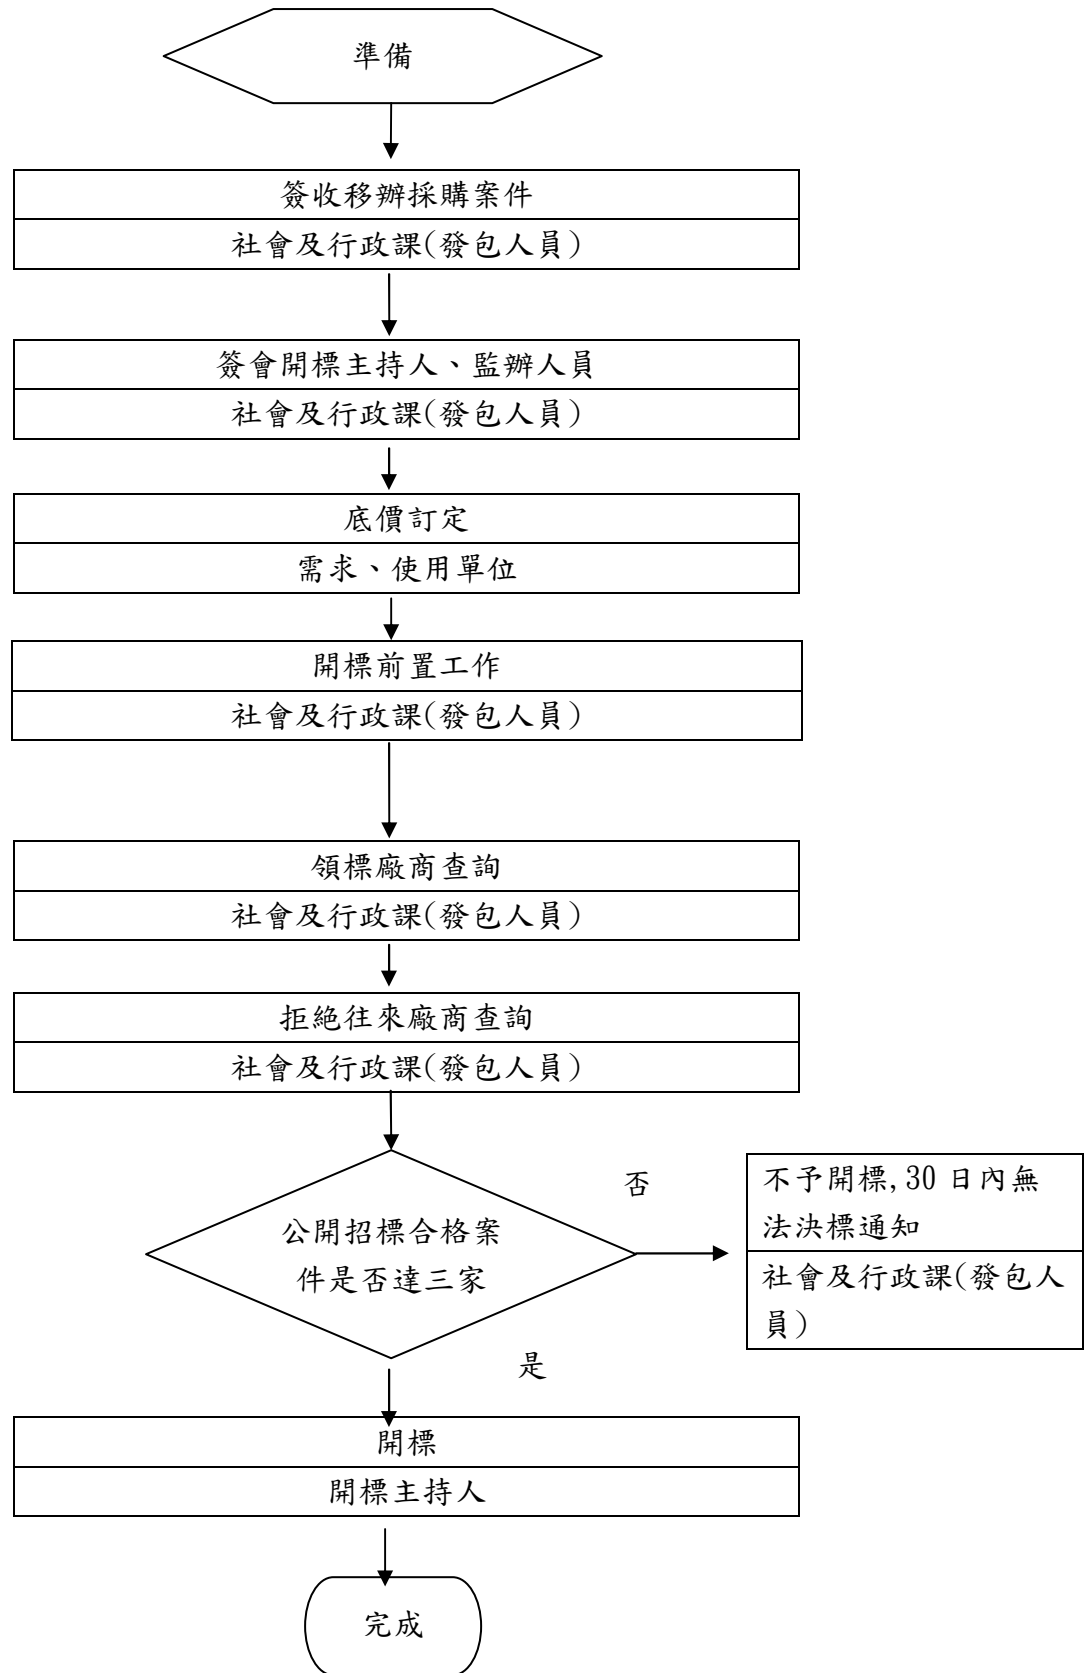 準備
簽收移辦採購案件
社會及行政課(發包人員)
簽會開標主持人、監辦人員
社會及行政課(發包人員)
底價訂定
需求、使用單位
開標前置工作
社會及行政課(發包人員)
領標廠商查詢
社會及行政課(發包人員)
拒絕往來廠商查詢
社會及行政課(發包人員)
公開招標合格案
件是否達三家
否
不予開標,30 日內無
法決標通知
社會及行政課(發包人
員)
是
開標
開標主持人
完成